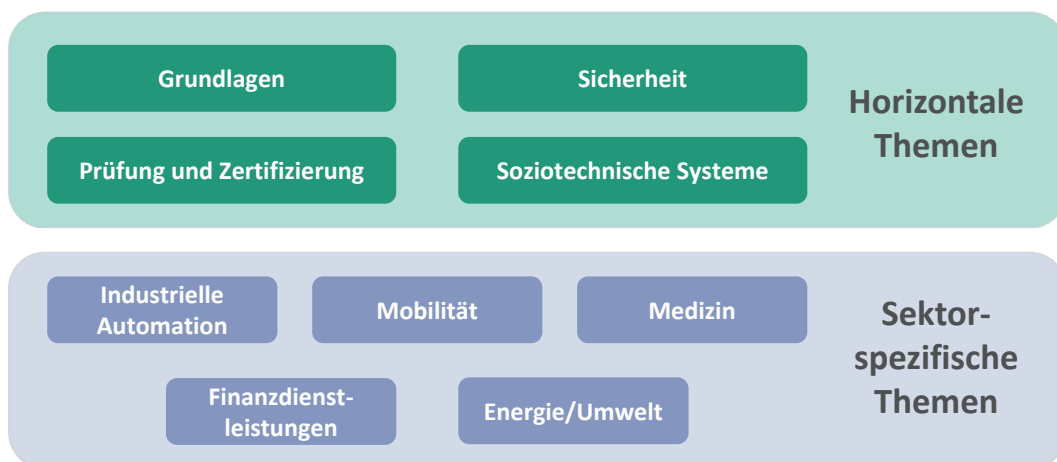 Grundlagen
Sicherheit
Prüfung und Zertifizierung
Soziotechnische Systeme
Horizontale
Themen
Industrielle
Automation
Mobilität
Medizin
Finanzdienst-
leistungen
Energie/Umwelt
Sektor-
spezifische
Themen